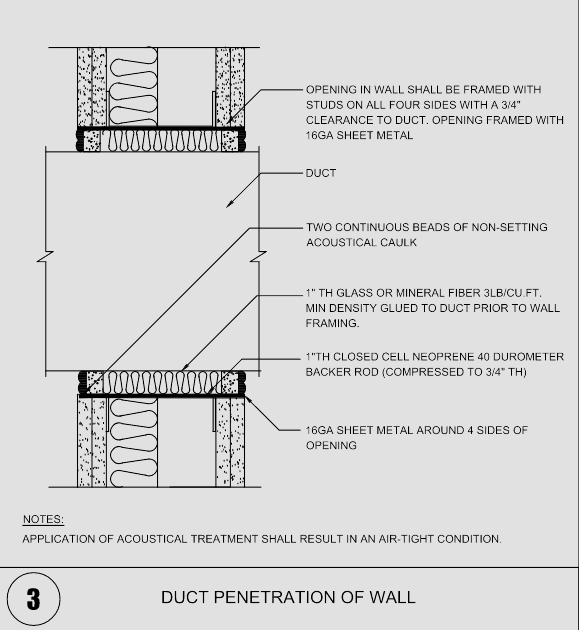 OPENING IN WALL SHALL BE FRAMED WITH
STUDS ON ALL FOUR SIDES WITH A 3/4"
CLEARANCE TO DUCT. OPENING FRAMED WITH
16GA SHEET METAL
DUCT
TWO CONTINUOUS BEADS OF NON-SETTING
ACOUSTICAL CAULK
1" TH GLASS OR MINERAL FIBER 3LB/CU.FT.
MIN DENSITY GLUED TO DUCT PRIOR TO WALL
FRAMING.
1"TH CLOSED CELL NEOPRENE 40 DUROMETER
BACKER ROD (COMPRESSED TO 3/4" TH)
16GA SHEET METAL AROUND 4 SIDES OF
OPENING
NOTES:
APPLICATION OF ACOUSTICAL TREATMENT SHALL RESULT IN AN AIR-TIGHT CONDITION.
3
DUCT PENETRATION OF WALL